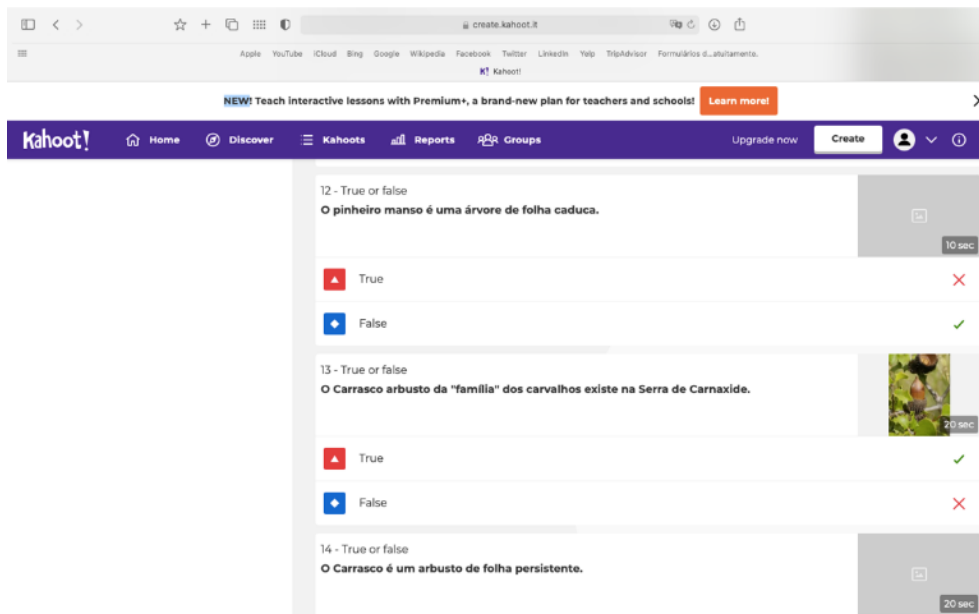 create.kahoot.it
Apple YouTube iCloud Bing Google Wikipedia Facebook Twitter LinkedIn Yelp TripAdvisor Formulários d...atuitamente.
K! Kahoot!
NEW! Teach interactive lessons with Premium+, a brand-new plan for teachers and schools! Learn more!
Kahoot! Home Discover Kahoots Reports Groups Upgrade now Create
12 - True or false
O pinheiro manso é uma árvore de folha caduca.
10 sec
True
False
13 - True or false
O Carrasco arbusto da "família" dos carvalhos existe na Serra de Carnaxide.
20 sec
True
False
14 - True or false
O Carrasco é um arbusto de folha persistente.
20 sec